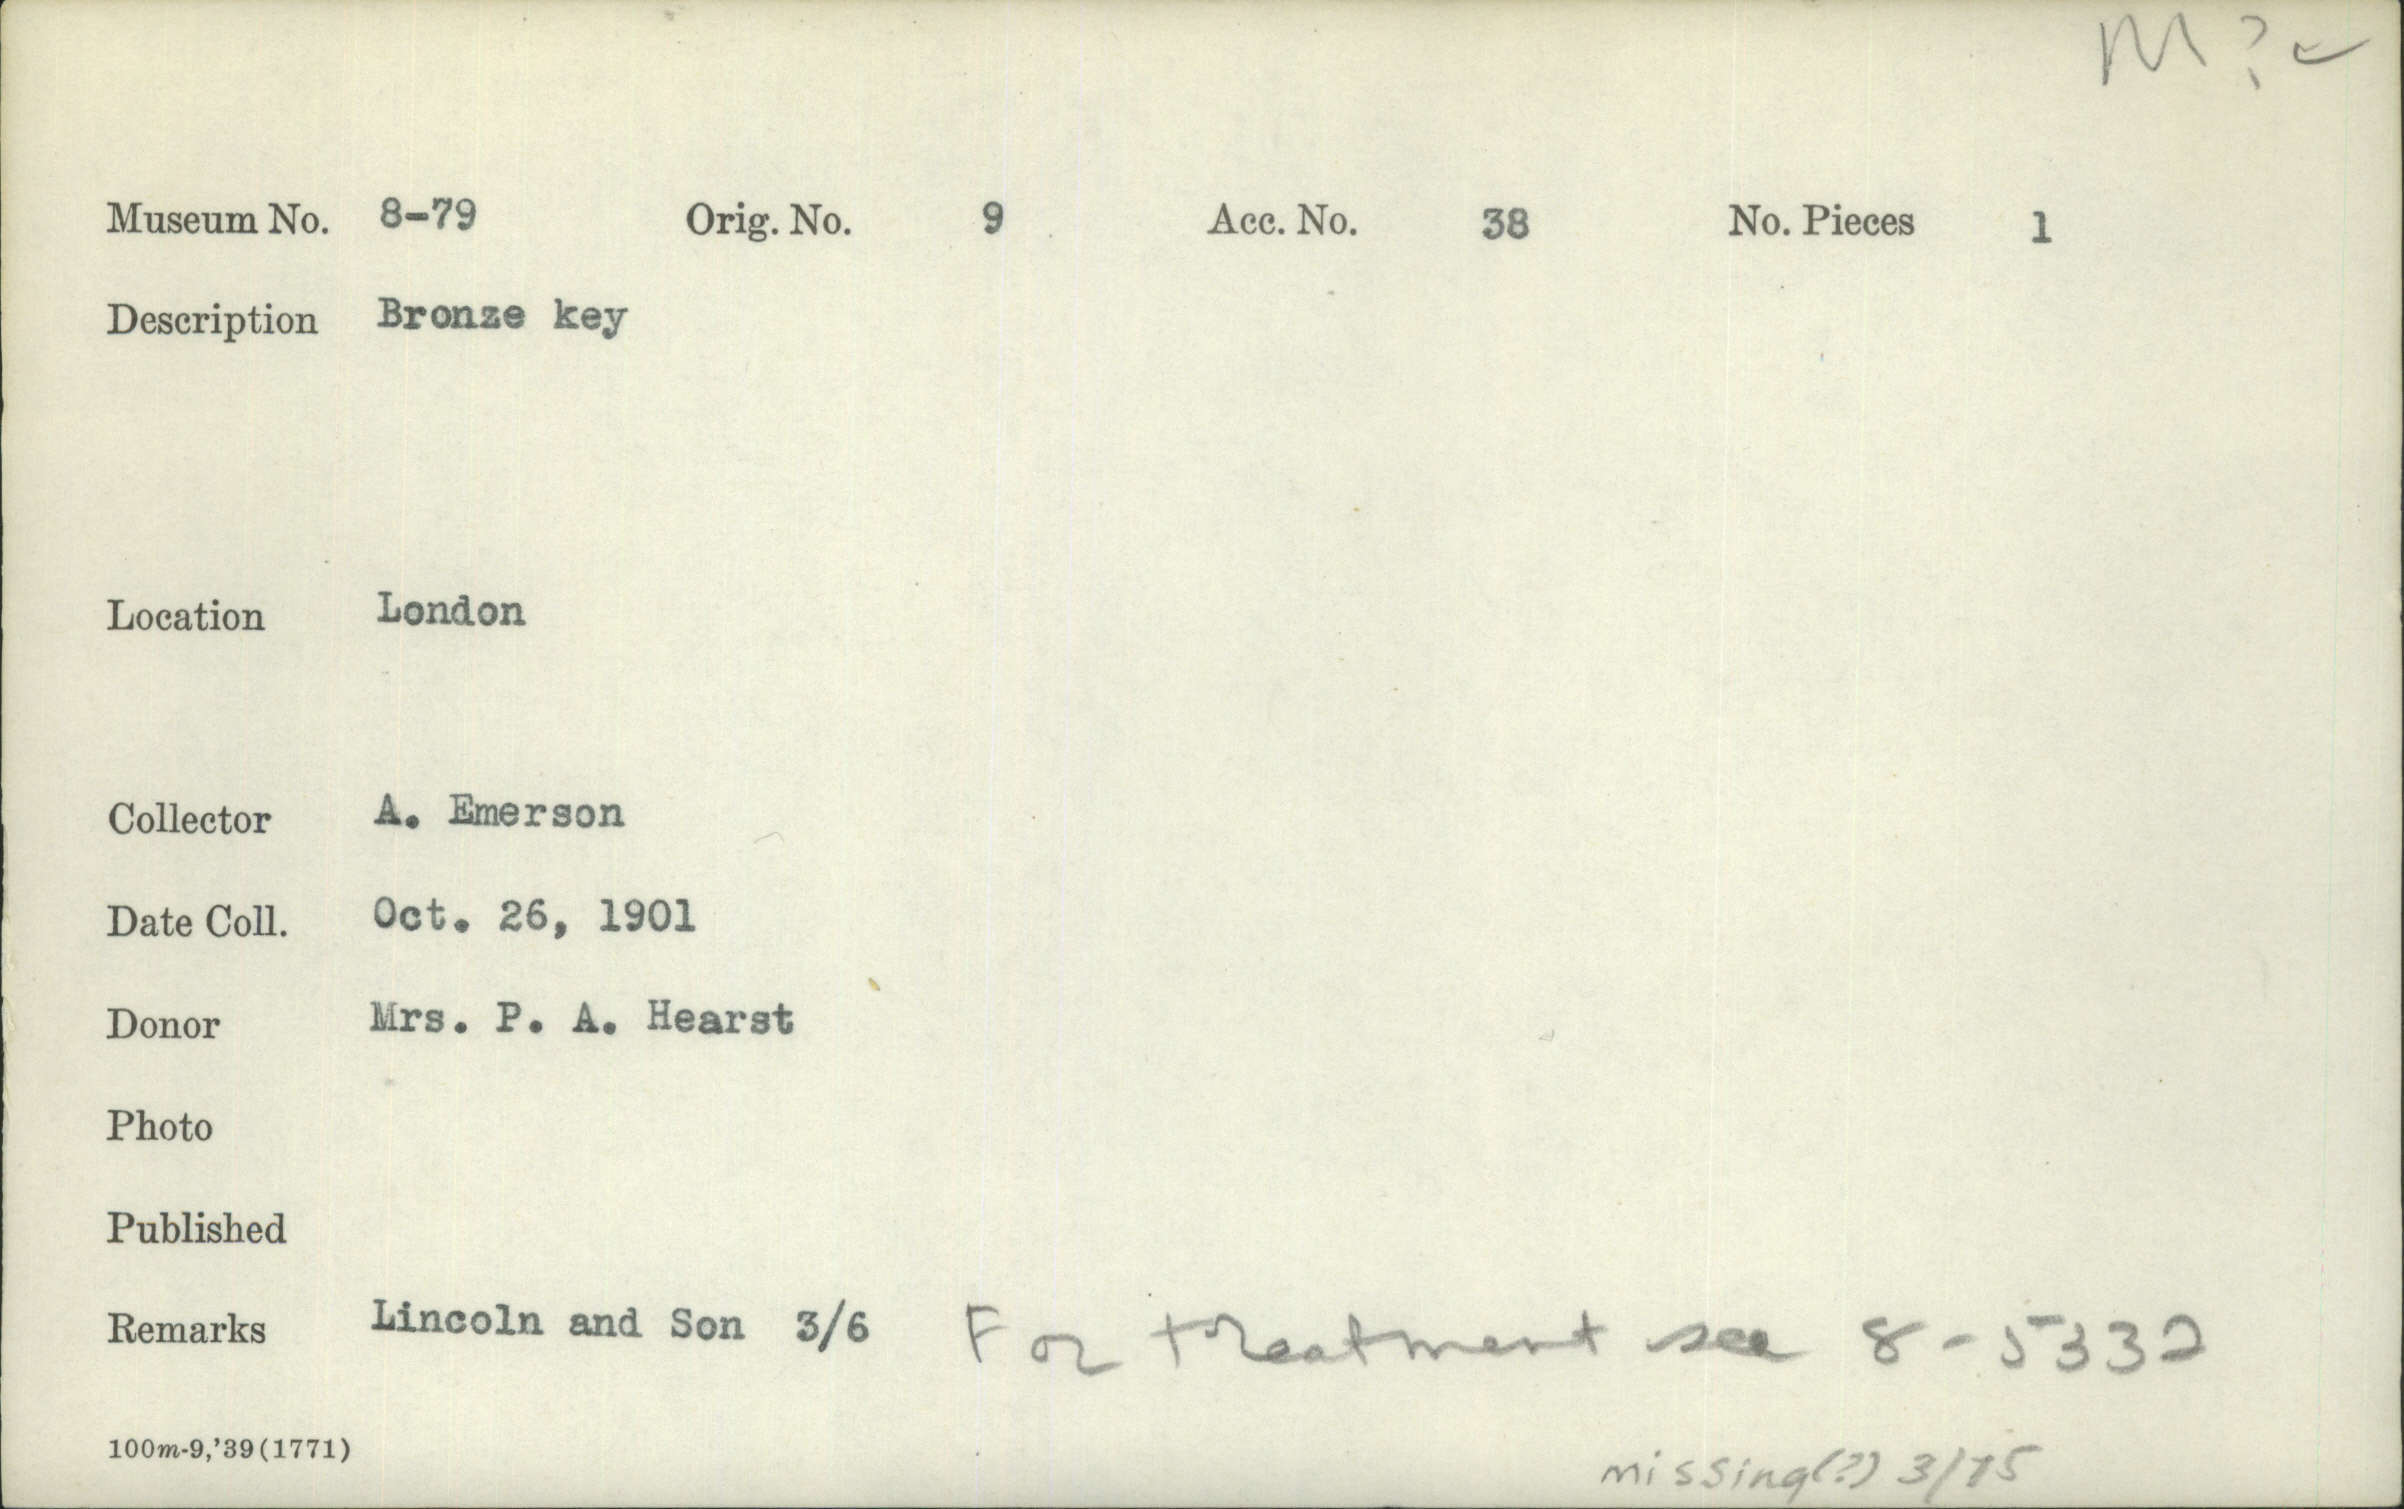 M ? ✓
Museum No. 8-79 Orig. No. 9 Acc. No. 38 No. Pieces 1
Description Bronze key
Location London
Collector A. Emerson
Date Coll. Oct. 26, 1901
Donor Mrs. P. A. Hearst
Photo
Published
Remarks Lincoln and Son 3/6 For treatment see 8-5332
100m-9,'39(1771)
missing(?) 3/75